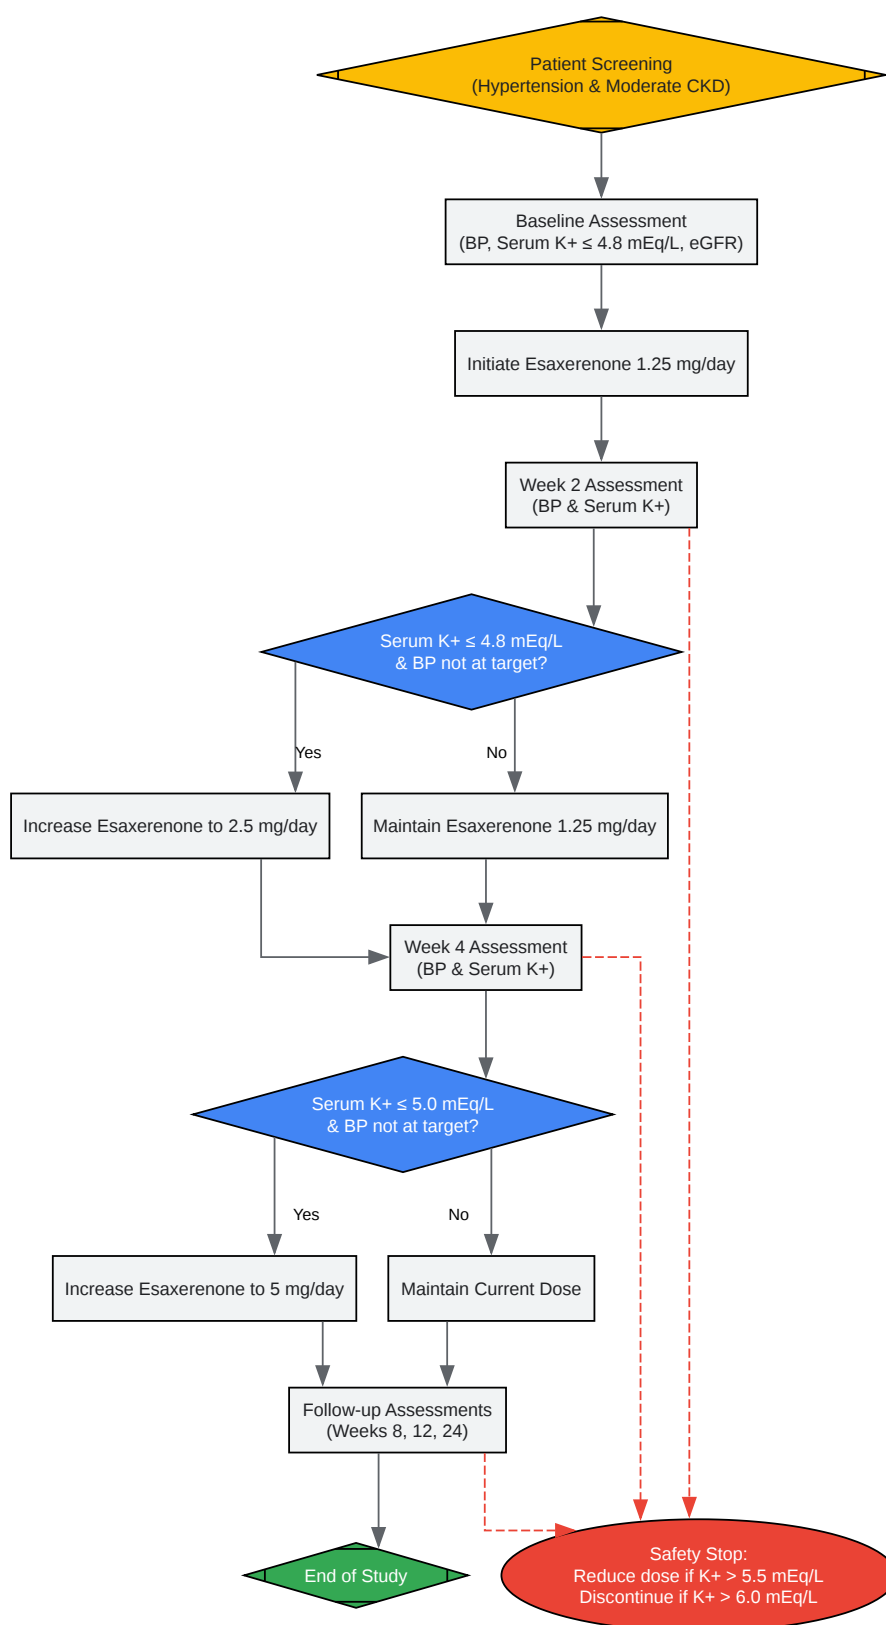 Patient Screening
(Hypertension & Moderate CKD)
Baseline Assessment
(BP, Serum K+ ≤ 4.8 mEq/L, eGFR)
Initiate Esaxerenone 1.25 mg/day
Week 2 Assessment
(BP & Serum K+)
Serum K+ ≤ 4.8 mEq/L
& BP not at target?
Yes
No
Increase Esaxerenone to 2.5 mg/day
Maintain Esaxerenone 1.25 mg/day
Week 4 Assessment
(BP & Serum K+)
Serum K+ ≤ 5.0 mEq/L
& BP not at target?
Yes
No
Increase Esaxerenone to 5 mg/day
Maintain Current Dose
Follow-up Assessments
(Weeks 8, 12, 24)
End of Study
Safety Stop:
Reduce dose if K+ > 5.5 mEq/L
Discontinue if K+ > 6.0 mEq/L